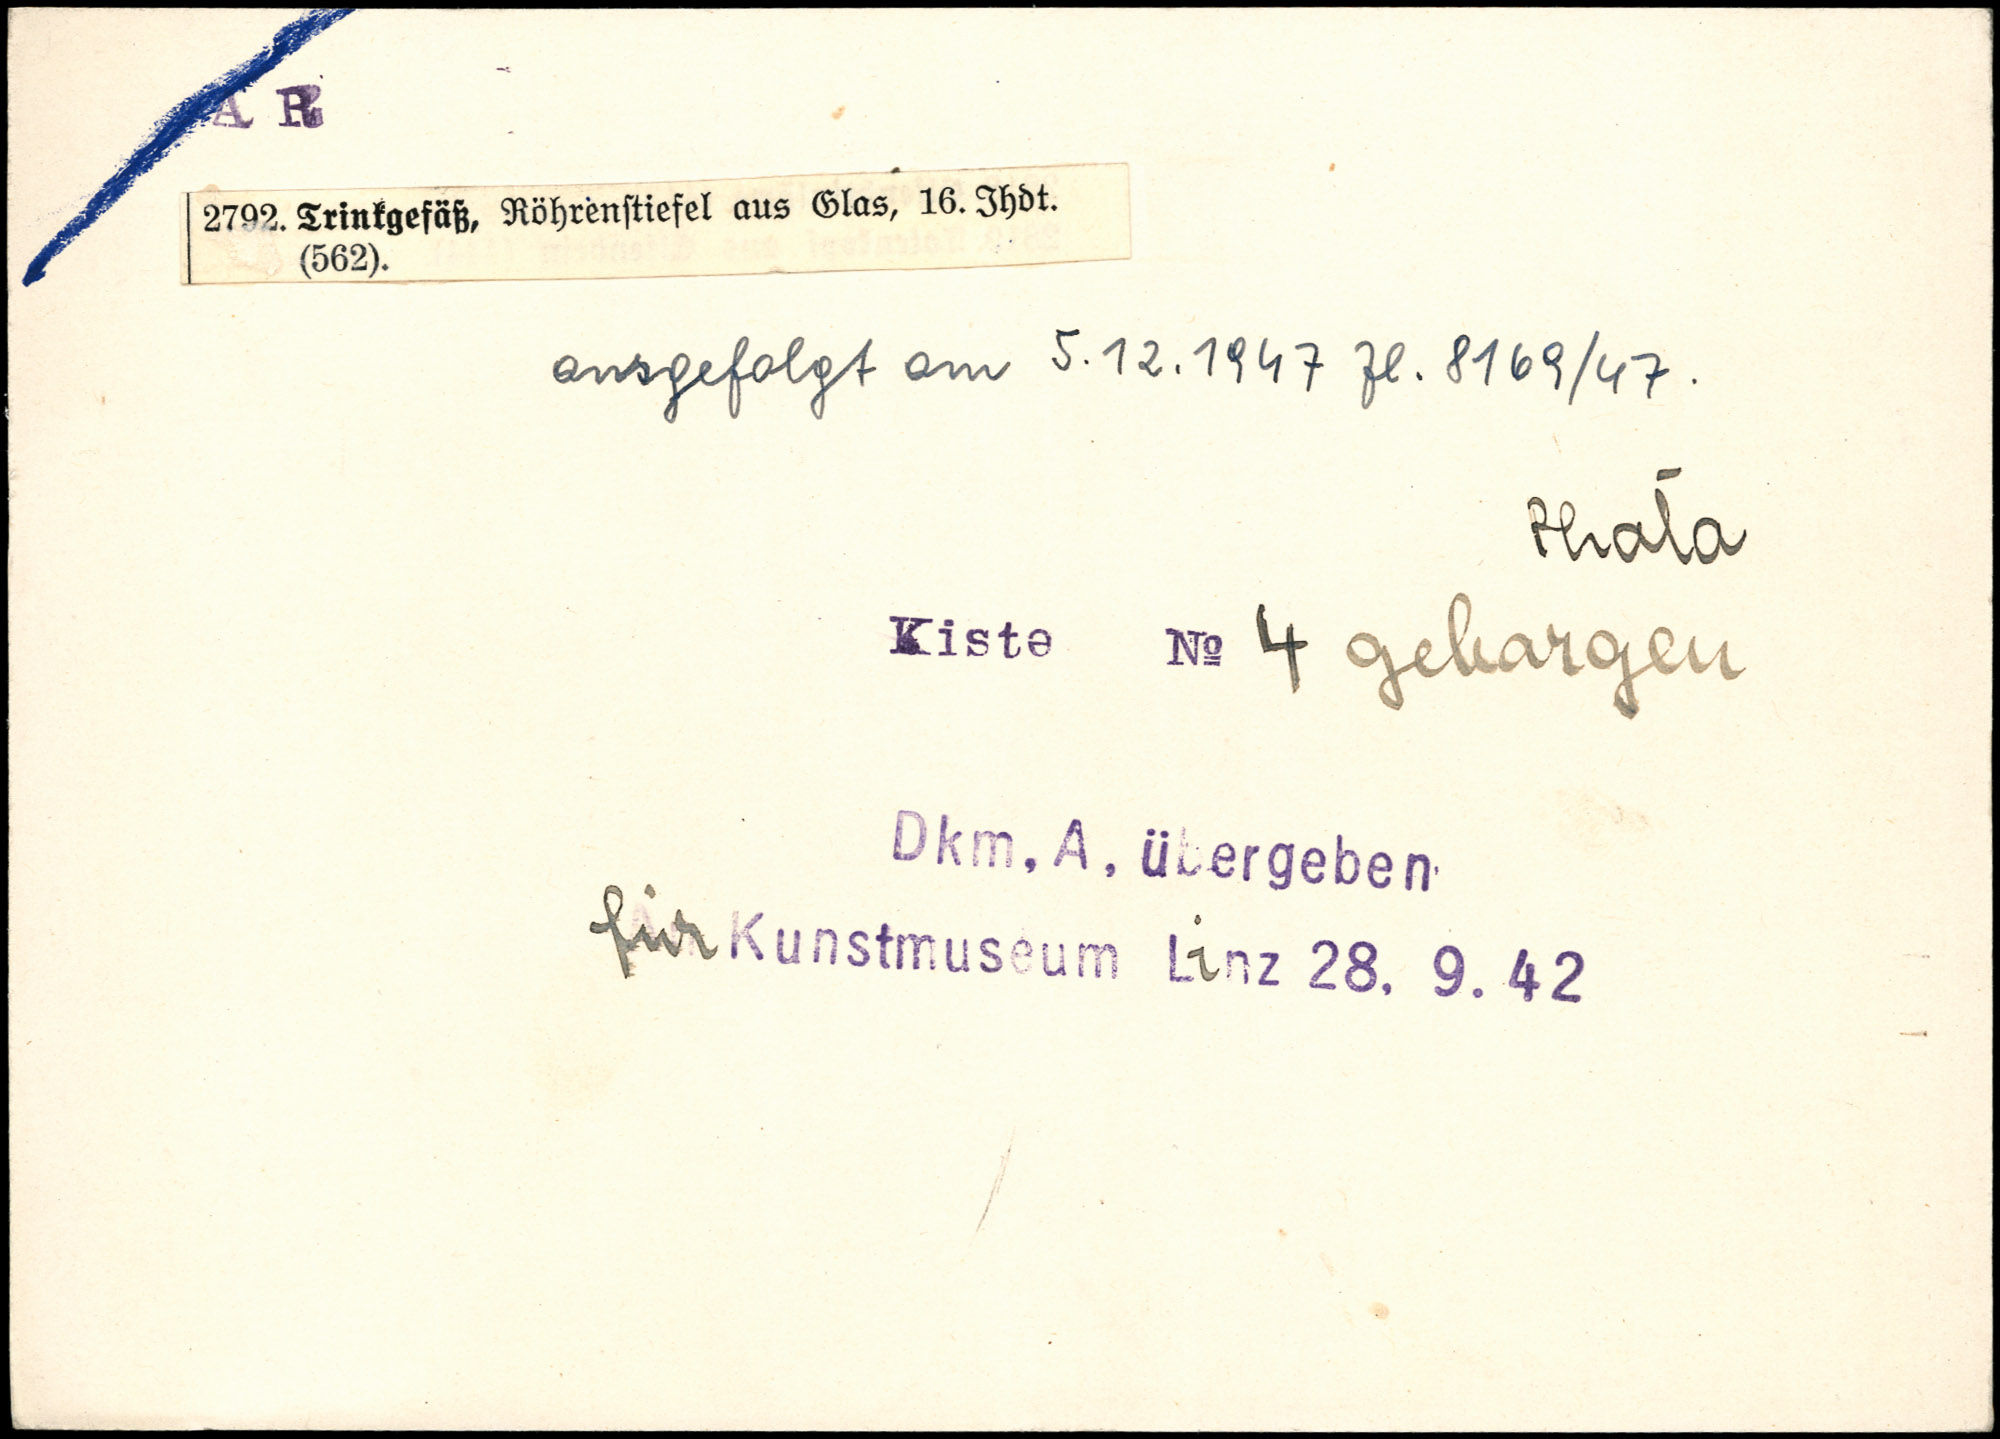 AR
2792. Trinkgefäß, Röhrenstiefel aus Glas, 16. Jhdt.
(562).
ausgefolgt am 5.12.1947 Zl. 8169/47.
Kiste № 4 geborgen
Dkm. A. übergeben
für Kunstmuseum Linz 28. 9. 42